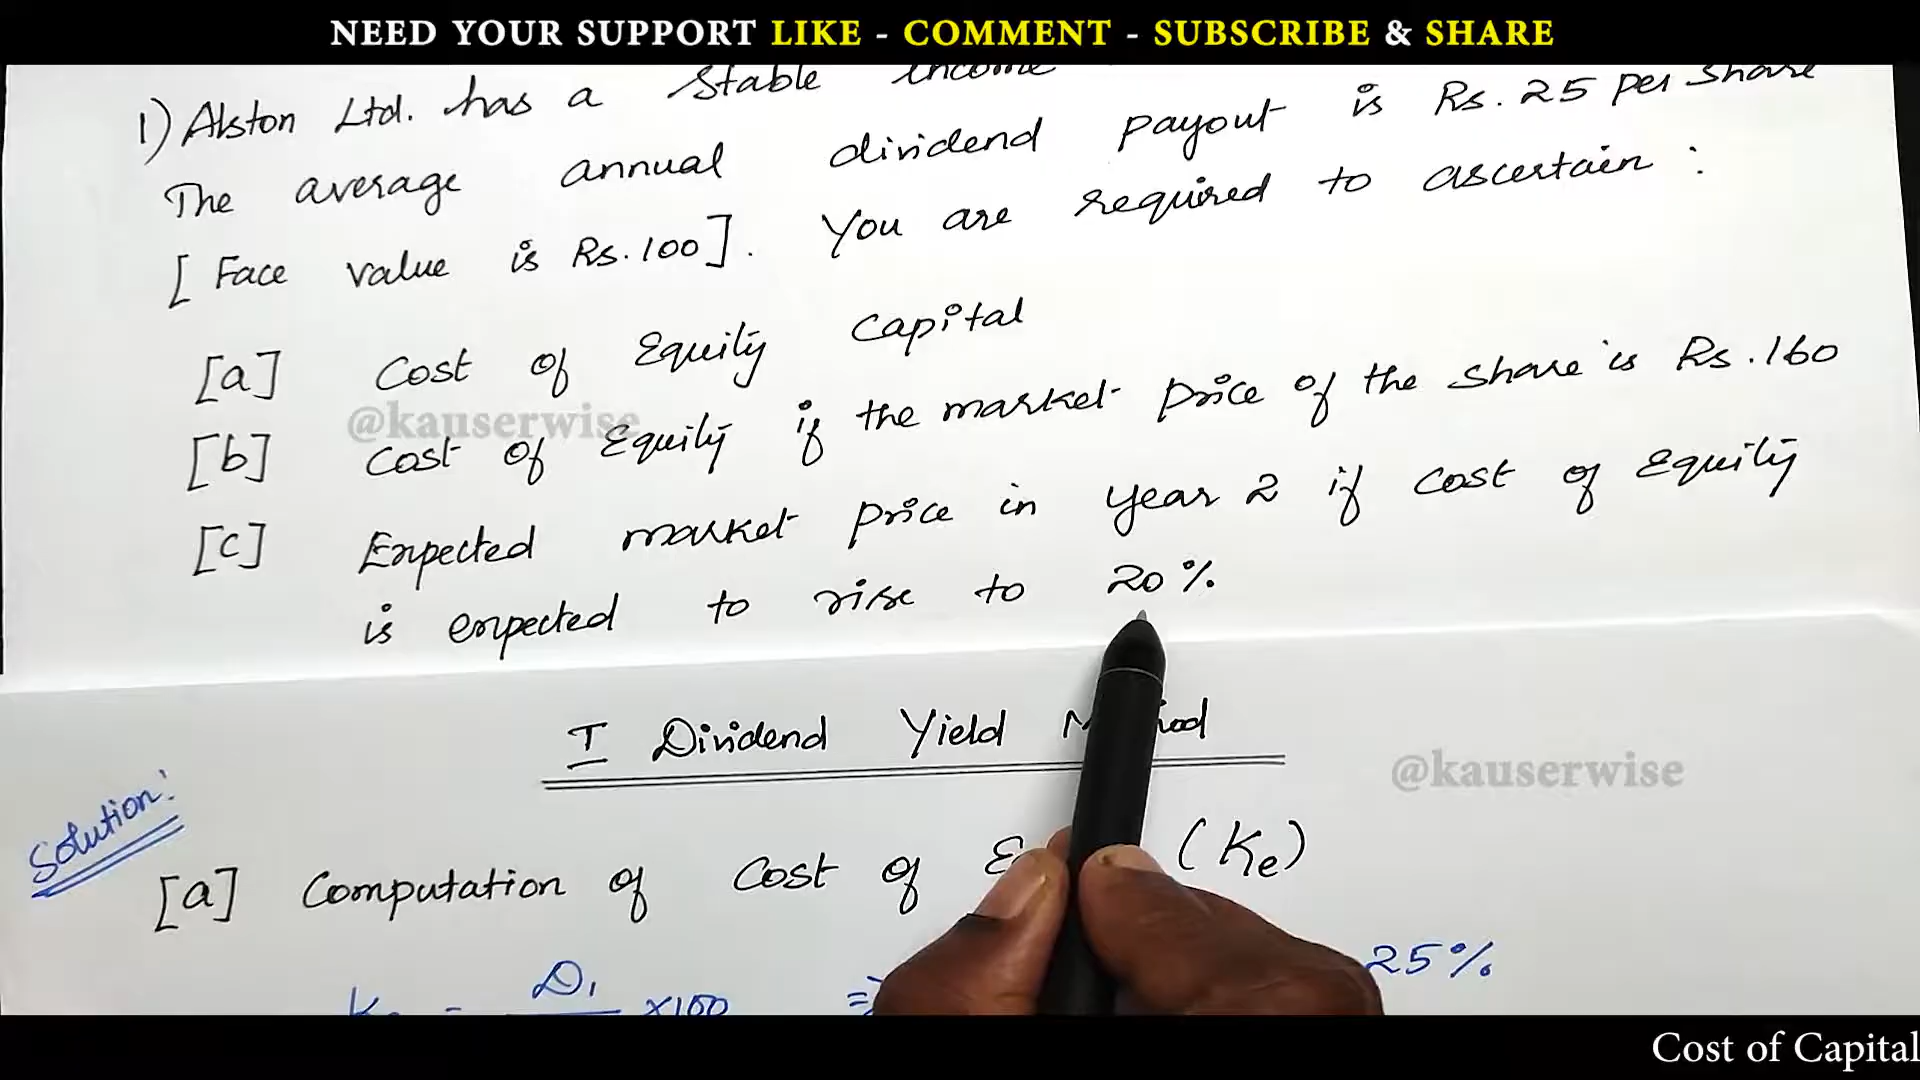 NEED YOUR SUPPORT LIKE - COMMENT - SUBSCRIBE & SHARE
1) Alston Ltd. has a stable income
The average annual dividend payout is Rs. 25 per share
[Face value is Rs. 100]. You are required to ascertain :
[a] Cost of Equity Capital
@kauserwise
[b] Cost of Equity if the market price of the share is Rs. 160
[c] Expected market price in year 2 if cost of Equity
is expected to rise to 20%
I Dividend Yield
@kauserwise
Solution:
[a] Computation of Cost of (Ke)
25%
D1
×100
Cost of Capital